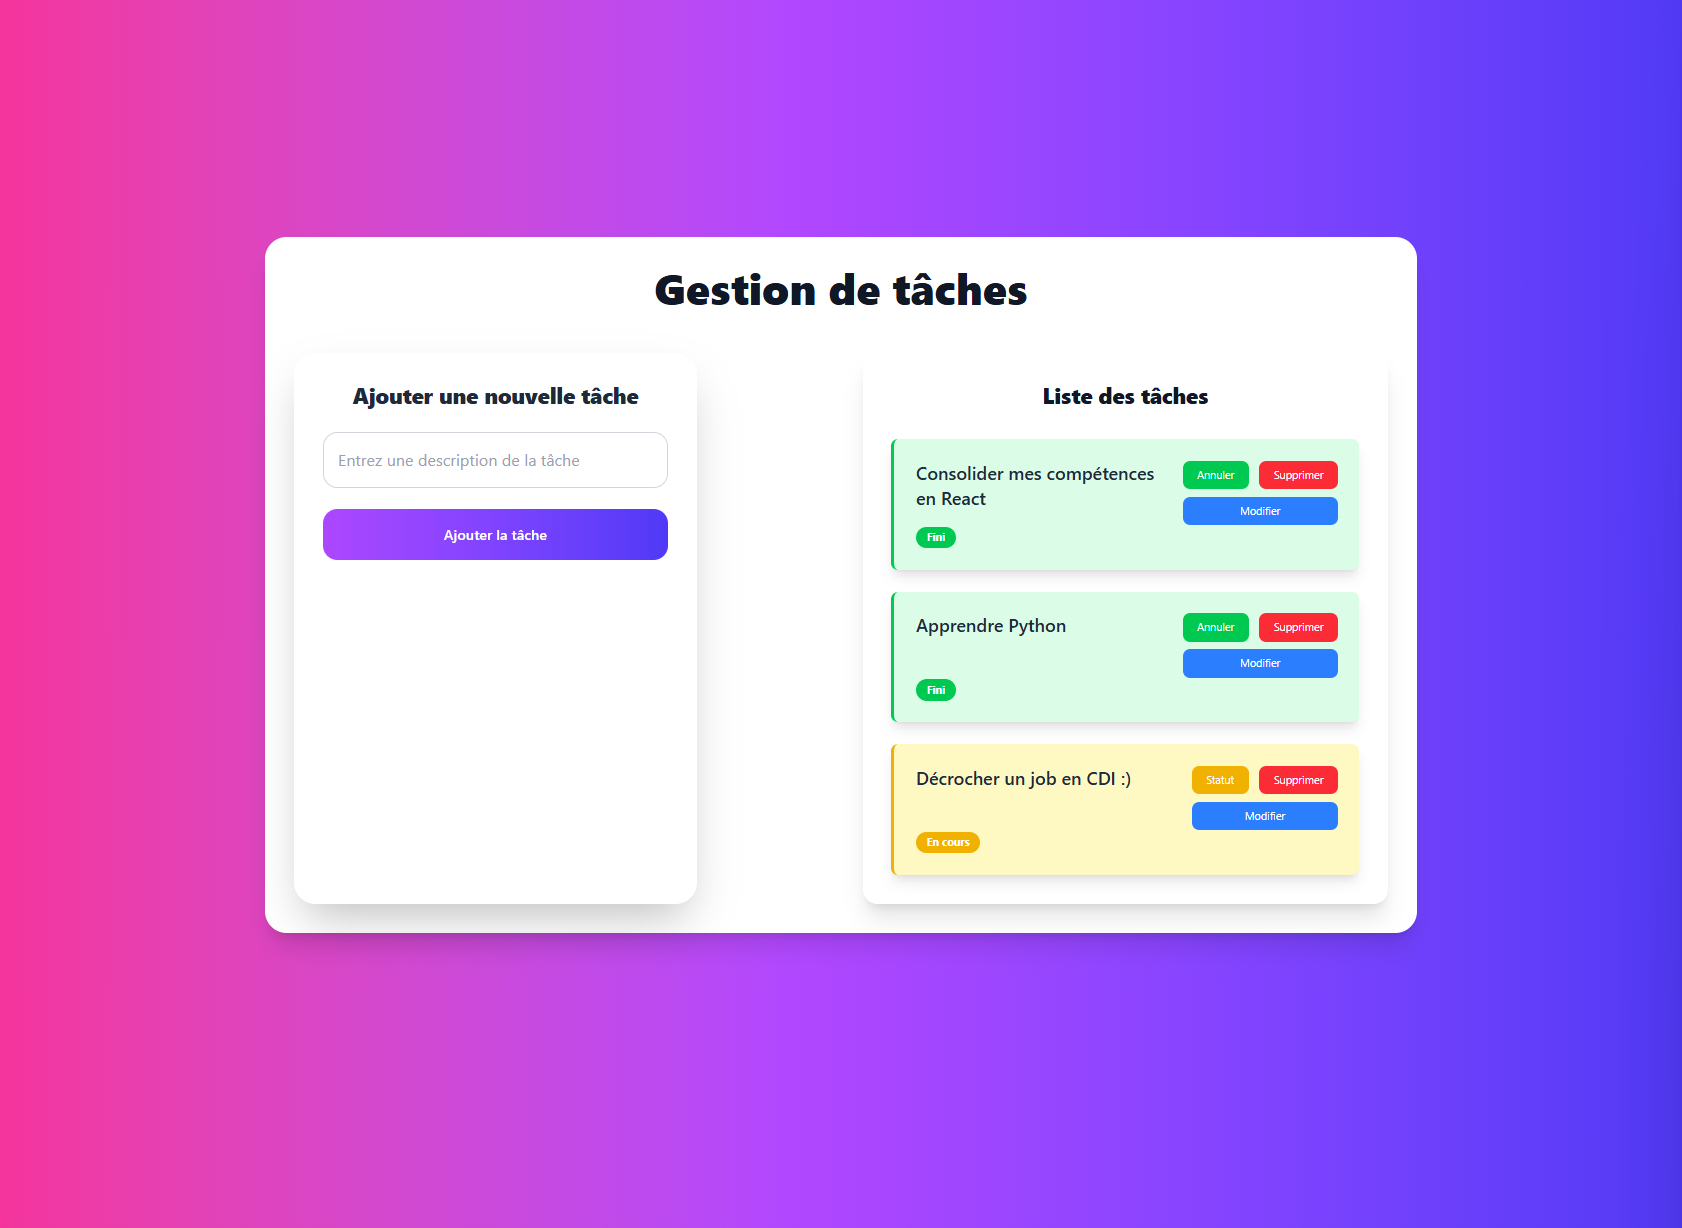 Gestion de tâches
Ajouter une nouvelle tâche
Entrez une description de la tâche
Ajouter la tâche
Liste des tâches
Consolider mes compétences
en React
Fini
Annuler
Supprimer
Modifier
Apprendre Python
Fini
Annuler
Supprimer
Modifier
Décrocher un job en CDI :)
En cours
Statut
Supprimer
Modifier